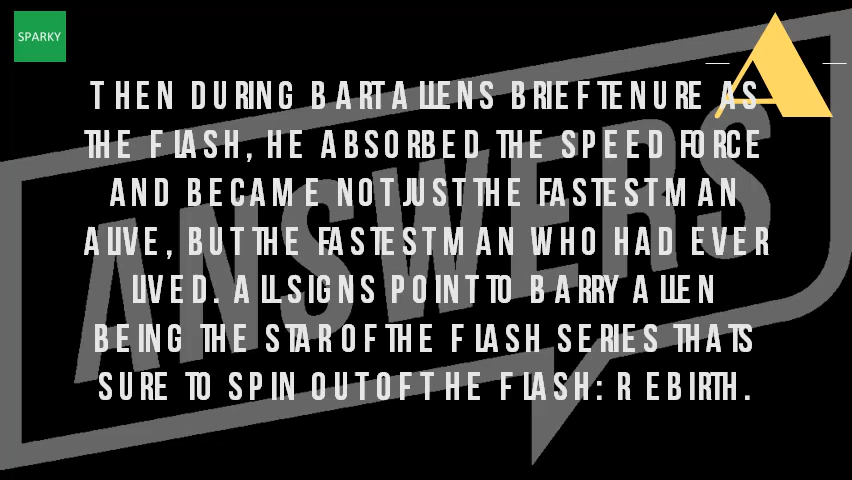 SPARKY
A
THEN DURING BART ALLENS BRIEF TENURE AS
THE FLASH, HE ABSORBED THE SPEED FORCE
AND BECAME NOT JUST THE FASTEST MAN
ALIVE, BUT THE FASTEST MAN WHO HAD EVER
LIVED. ALL SIGNS POINT TO BARRY ALLEN
BEING THE STAR OF THE FLASH SERIES THATS
SURE TO SPIN OUT OF THE FLASH: REBIRTH.
ANSWERS